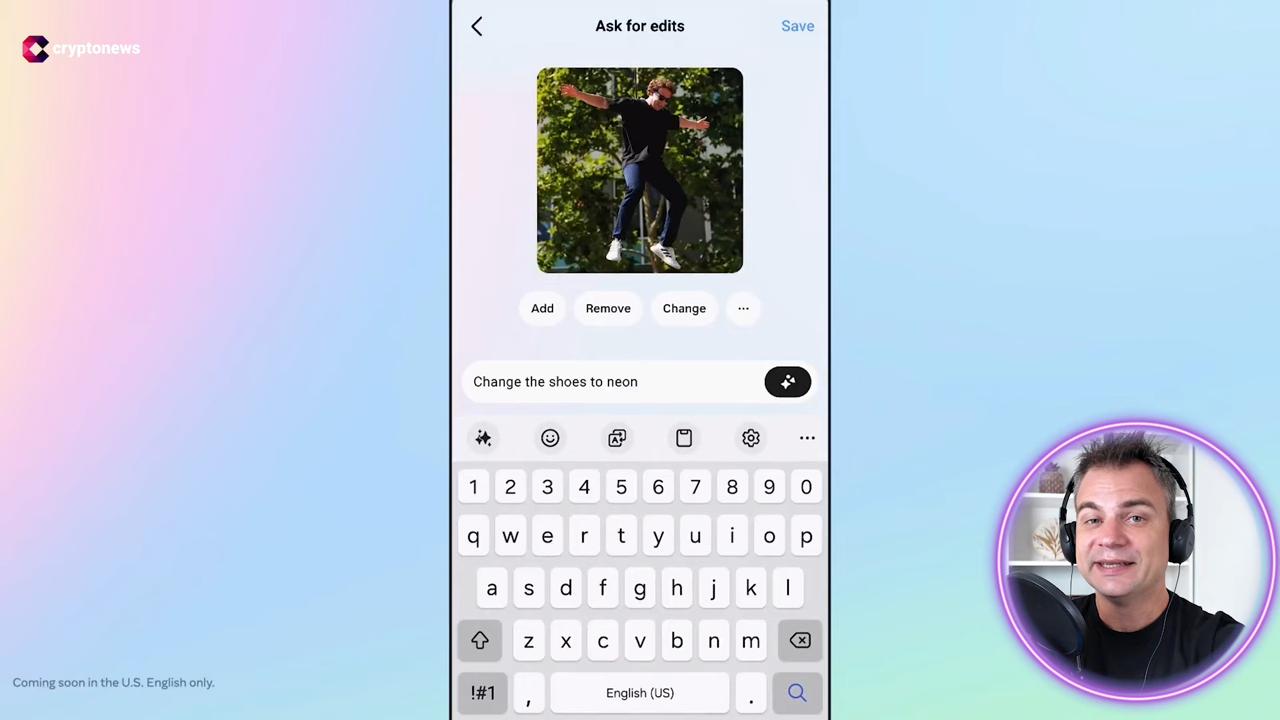 cryptonews
Ask for edits
Save
Add
Remove
Change
...
Change the shoes to neon
1 2 3 4 5 6 7 8 9 0
q w e r t y u i o p
a s d f g h j k l
z x c v b n m
!#1 , English (US) .
Coming soon in the U.S. English only.